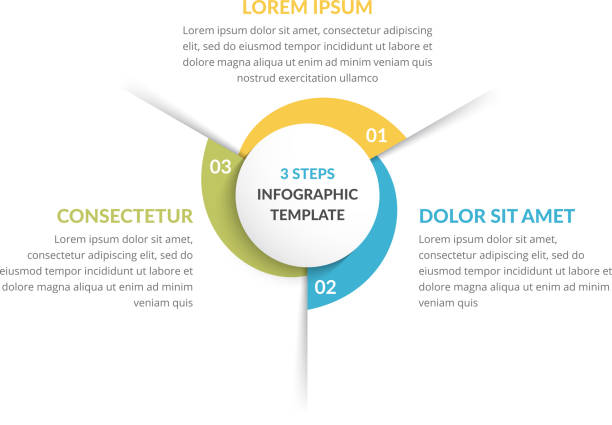 LOREM IPSUM
Lorem ipsum dolor sit amet, consectetur adipiscing
elit, sed do eiusmod tempor incididunt ut labore et
dolore magna aliqua ut enim ad minim veniam quis
nostrud exercitation ullamco
01
03
3 STEPS
INFOGRAPHIC
TEMPLATE
02
CONSECTETUR
Lorem ipsum dolor sit amet,
consectetur adipiscing elit, sed do
eiusmod tempor incididunt ut labore et
dolore magna aliqua ut enim ad minim
veniam quis
DOLOR SIT AMET
Lorem ipsum dolor sit amet,
consectetur adipiscing elit, sed do
eiusmod tempor incididunt ut labore et
dolore magna aliqua ut enim ad minim
veniam quis